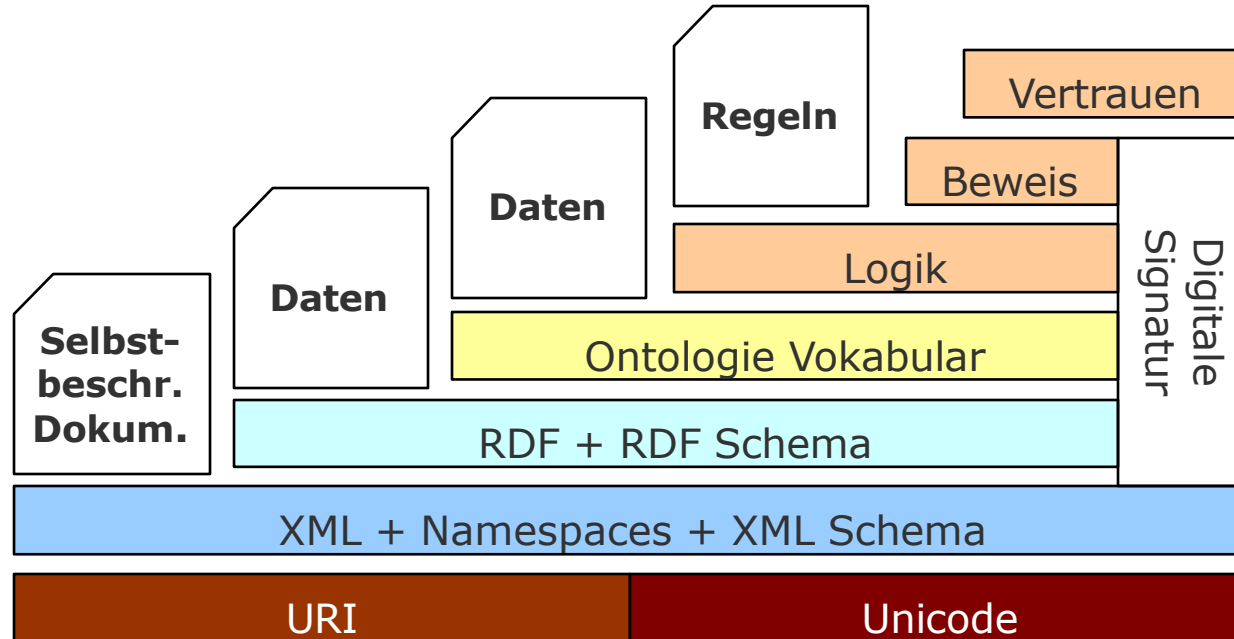 Regeln
Vertrauen
Daten
Beweis
Daten
Logik
Digitale
Signatur
Selbst-
beschr.
Dokum.
Ontologie Vokabular
RDF + RDF Schema
XML + Namespaces + XML Schema
URI
Unicode